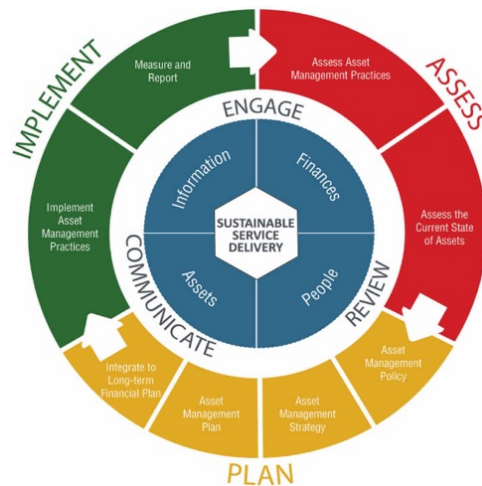 IMPLEMENT
Measure and
Report
Assess Asset
Management Practices
ASSESS
ENGAGE
Information
Finances
Implement
Asset
Management
Practices
SUSTAINABLE
SERVICE
DELIVERY
Assess the
Current State
of Assets
COMMUNICATE
Assets
People
REVIEW
Integrate to
Long-term
Financial Plan
Asset
Management
Plan
Asset
Management
Strategy
Asset
Management
Policy
PLAN